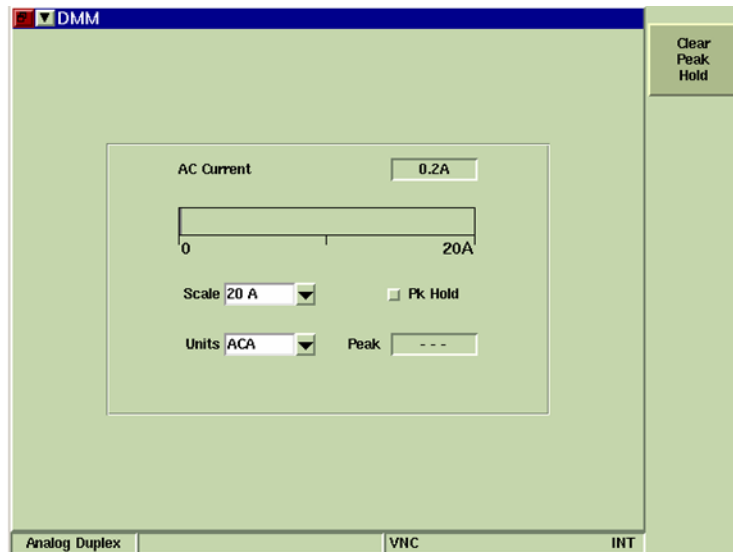 DMM
Clear
Peak
Hold
AC Current 0.2A
0 20A
Scale 20 A Pk Hold
Units ACA Peak - - -
Analog Duplex VNC INT